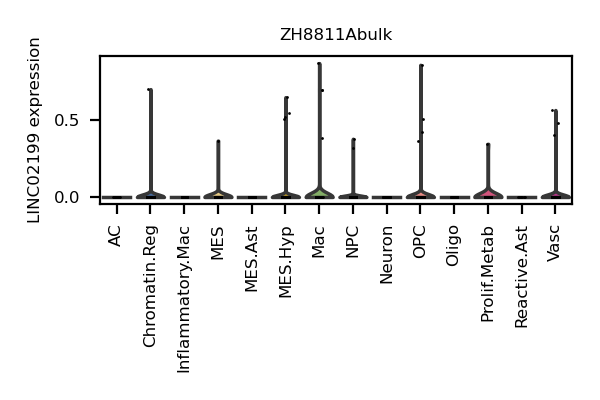 ZH8811Abulk
LINC02199 expression
0.5
0.0
AC
Chromatin.Reg
Inflammatory.Mac
MES
MES.Ast
MES.Hyp
Mac
NPC
Neuron
OPC
Oligo
Prolif.Metab
Reactive.Ast
Vasc